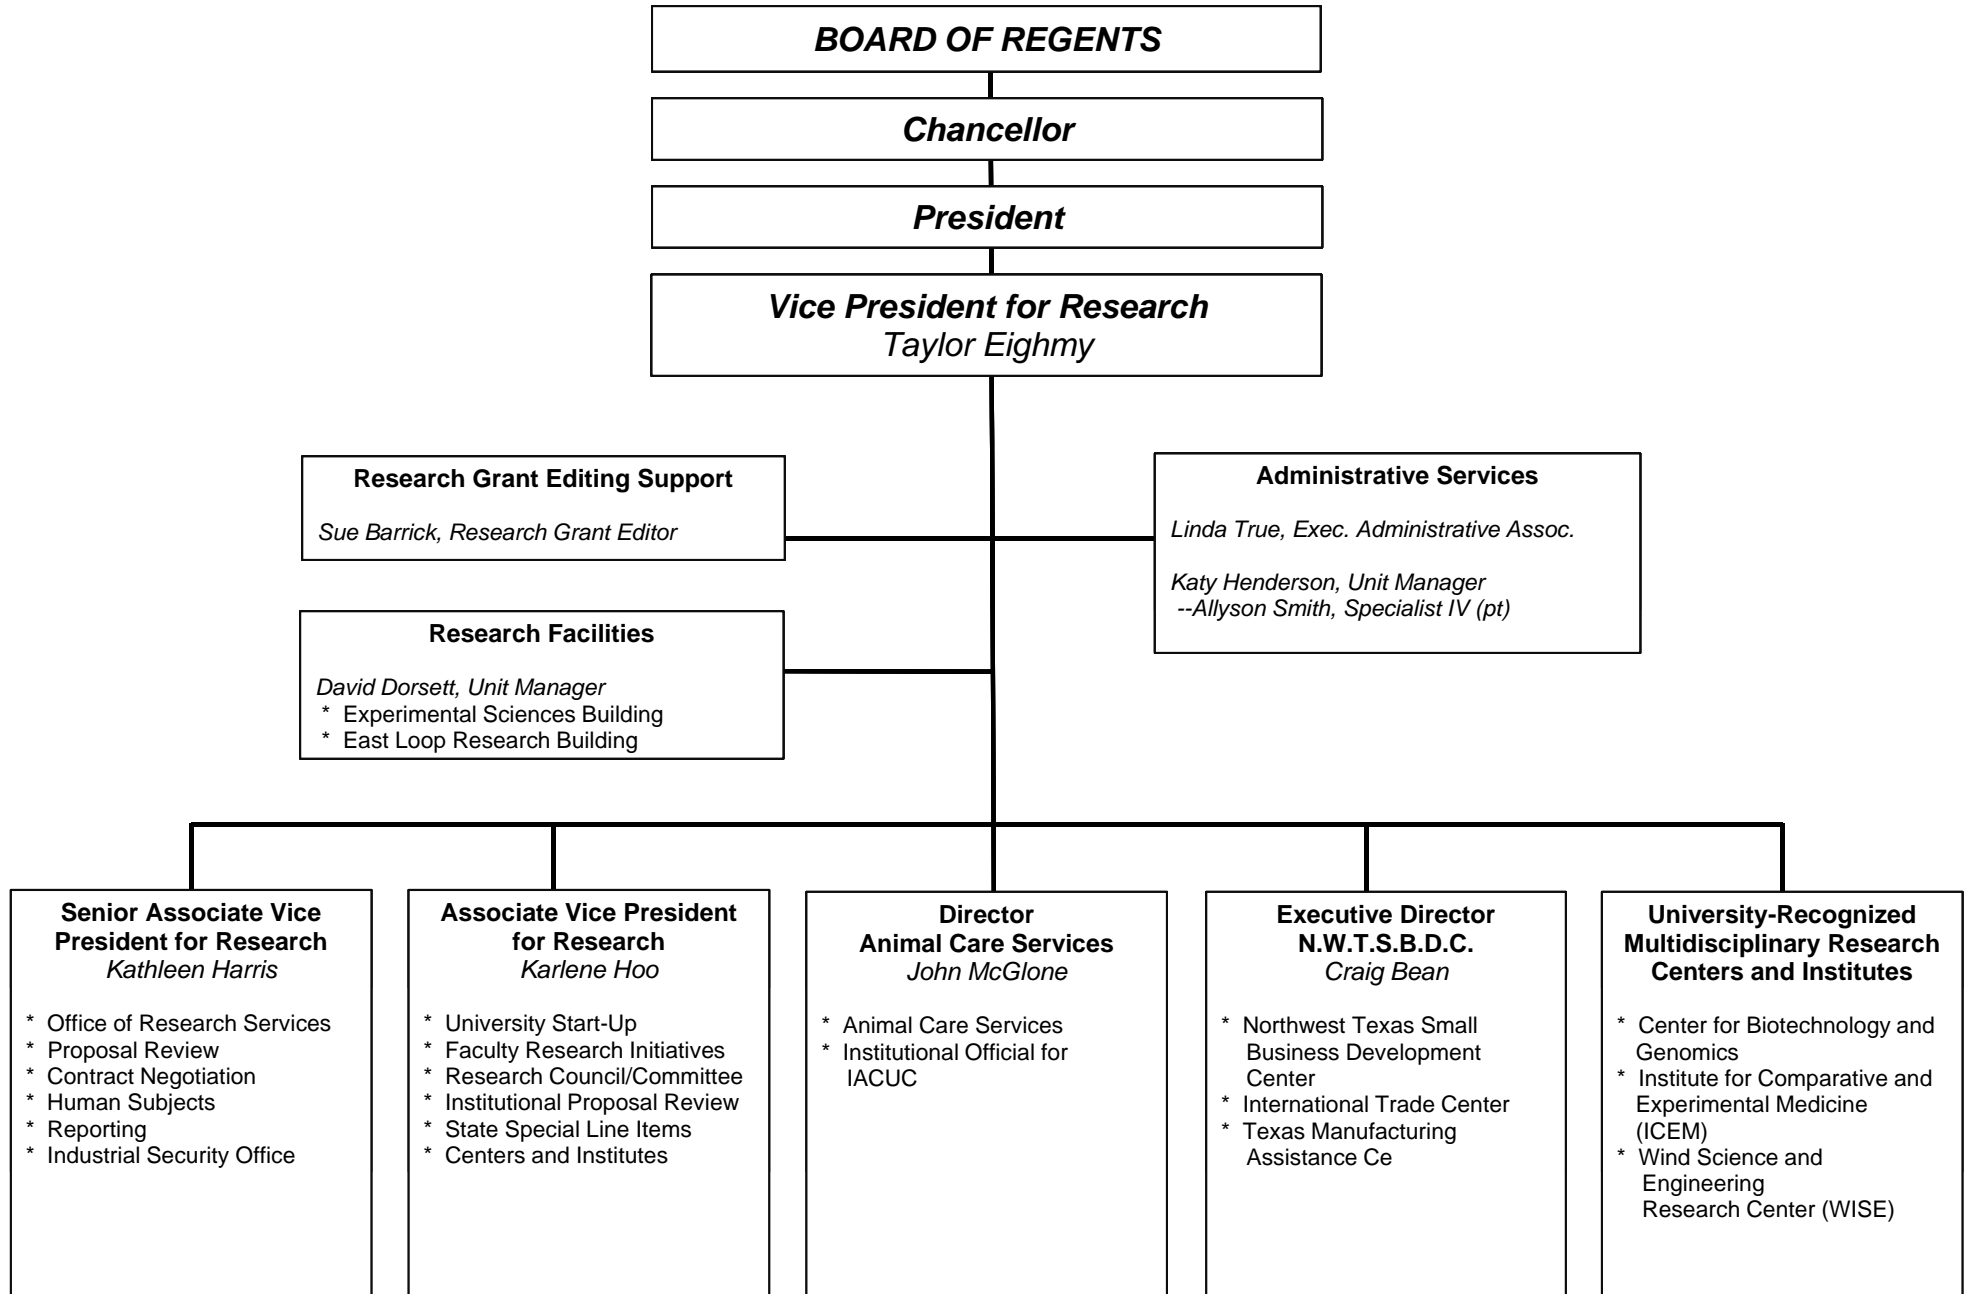 BOARD OF REGENTS
Chancellor
President
Vice President for Research
Taylor Eighmy
Research Grant Editing Support
Sue Barrick, Research Grant Editor
Administrative Services
Linda True, Exec. Administrative Assoc.
Katy Henderson, Unit Manager
--Allyson Smith, Specialist IV (pt)
Research Facilities
David Dorsett, Unit Manager
* Experimental Sciences Building
* East Loop Research Building
Senior Associate Vice
President for Research
Kathleen Harris
* Office of Research Services
* Proposal Review
* Contract Negotiation
* Human Subjects
* Reporting
* Industrial Security Office
Associate Vice President
for Research
Karlene Hoo
* University Start-Up
* Faculty Research Initiatives
* Research Council/Committee
* Institutional Proposal Review
* State Special Line Items
* Centers and Institutes
Director
Animal Care Services
John McGlone
* Animal Care Services
* Institutional Official for
IACUC
Executive Director
N.W.T.S.B.D.C.
Craig Bean
* Northwest Texas Small
Business Development
Center
* International Trade Center
* Texas Manufacturing
Assistance Ce
University-Recognized
Multidisciplinary Research
Centers and Institutes
* Center for Biotechnology and
Genomics
* Institute for Comparative and
Experimental Medicine
(ICEM)
* Wind Science and
Engineering
Research Center (WISE)